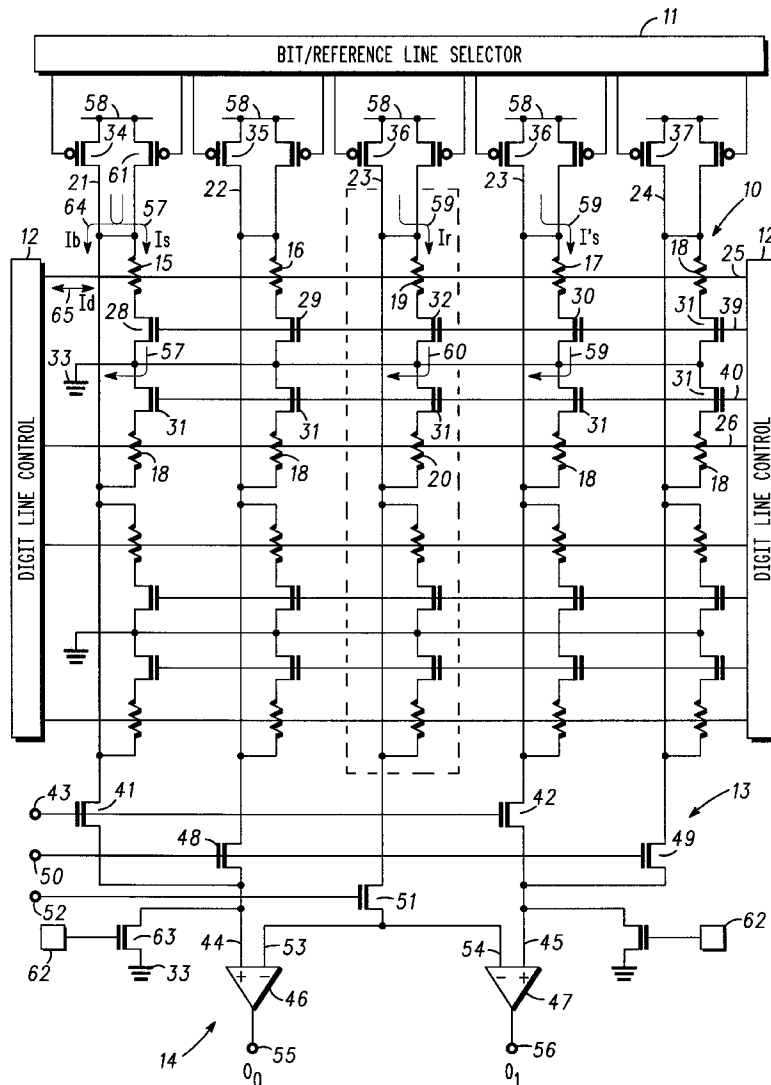 11
BIT/REFERENCE LINE SELECTOR
58 58 58 58
34 61 35 36 36 37
21 22 23 23 24
64 57 59 59 10
12 Ib Is Ir I's 12
15 16 19 17 18 25
Id
65
28 29 32 30 31 39
33 57 60 59 31 40
31 31 31 31 26
18 18 20 18 18
DIGIT LINE CONTROL
DIGIT LINE CONTROL
43 41 42 13
50 48 49
52 51
62 63 44 53 54 45 62
33
+ − − +
46 47
14 55 56
O0 O1